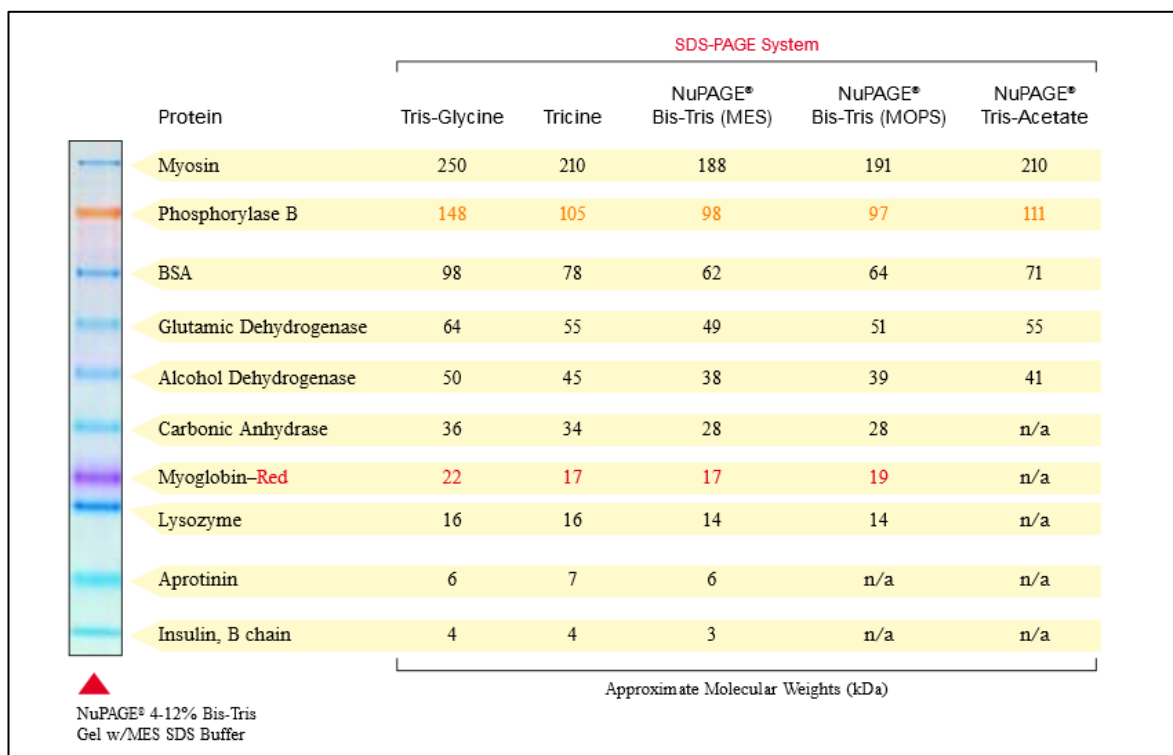 SDS-PAGE System
Protein Tris-Glycine Tricine NuPAGE® Bis-Tris (MES) NuPAGE® Bis-Tris (MOPS) NuPAGE® Tris-Acetate
Myosin 250 210 188 191 210
Phosphorylase B 148 105 98 97 111
BSA 98 78 62 64 71
Glutamic Dehydrogenase 64 55 49 51 55
Alcohol Dehydrogenase 50 45 38 39 41
Carbonic Anhydrase 36 34 28 28 n/a
Myoglobin–Red 22 17 17 19 n/a
Lysozyme 16 16 14 14 n/a
Aprotinin 6 7 6 n/a n/a
Insulin, B chain 4 4 3 n/a n/a
Approximate Molecular Weights (kDa)
NuPAGE® 4-12% Bis-Tris
Gel w/MES SDS Buffer